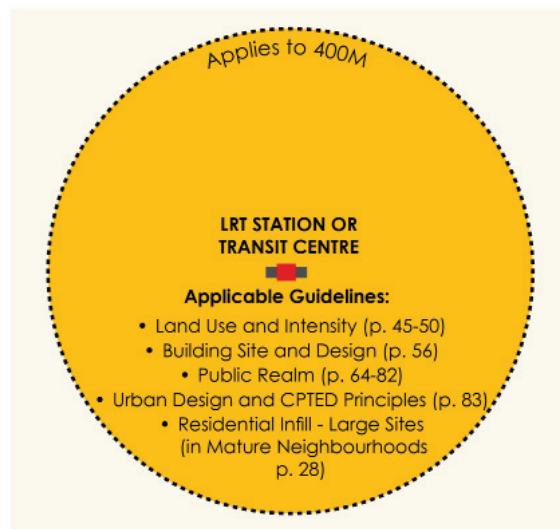 Applies to 400M
LRT STATION OR
TRANSIT CENTRE
Applicable Guidelines:
• Land Use and Intensity (p. 45-50)
• Building Site and Design (p. 56)
• Public Realm (p. 64-82)
• Urban Design and CPTED Principles (p. 83)
• Residential Infill - Large Sites
(in Mature Neighbourhoods
p. 28)